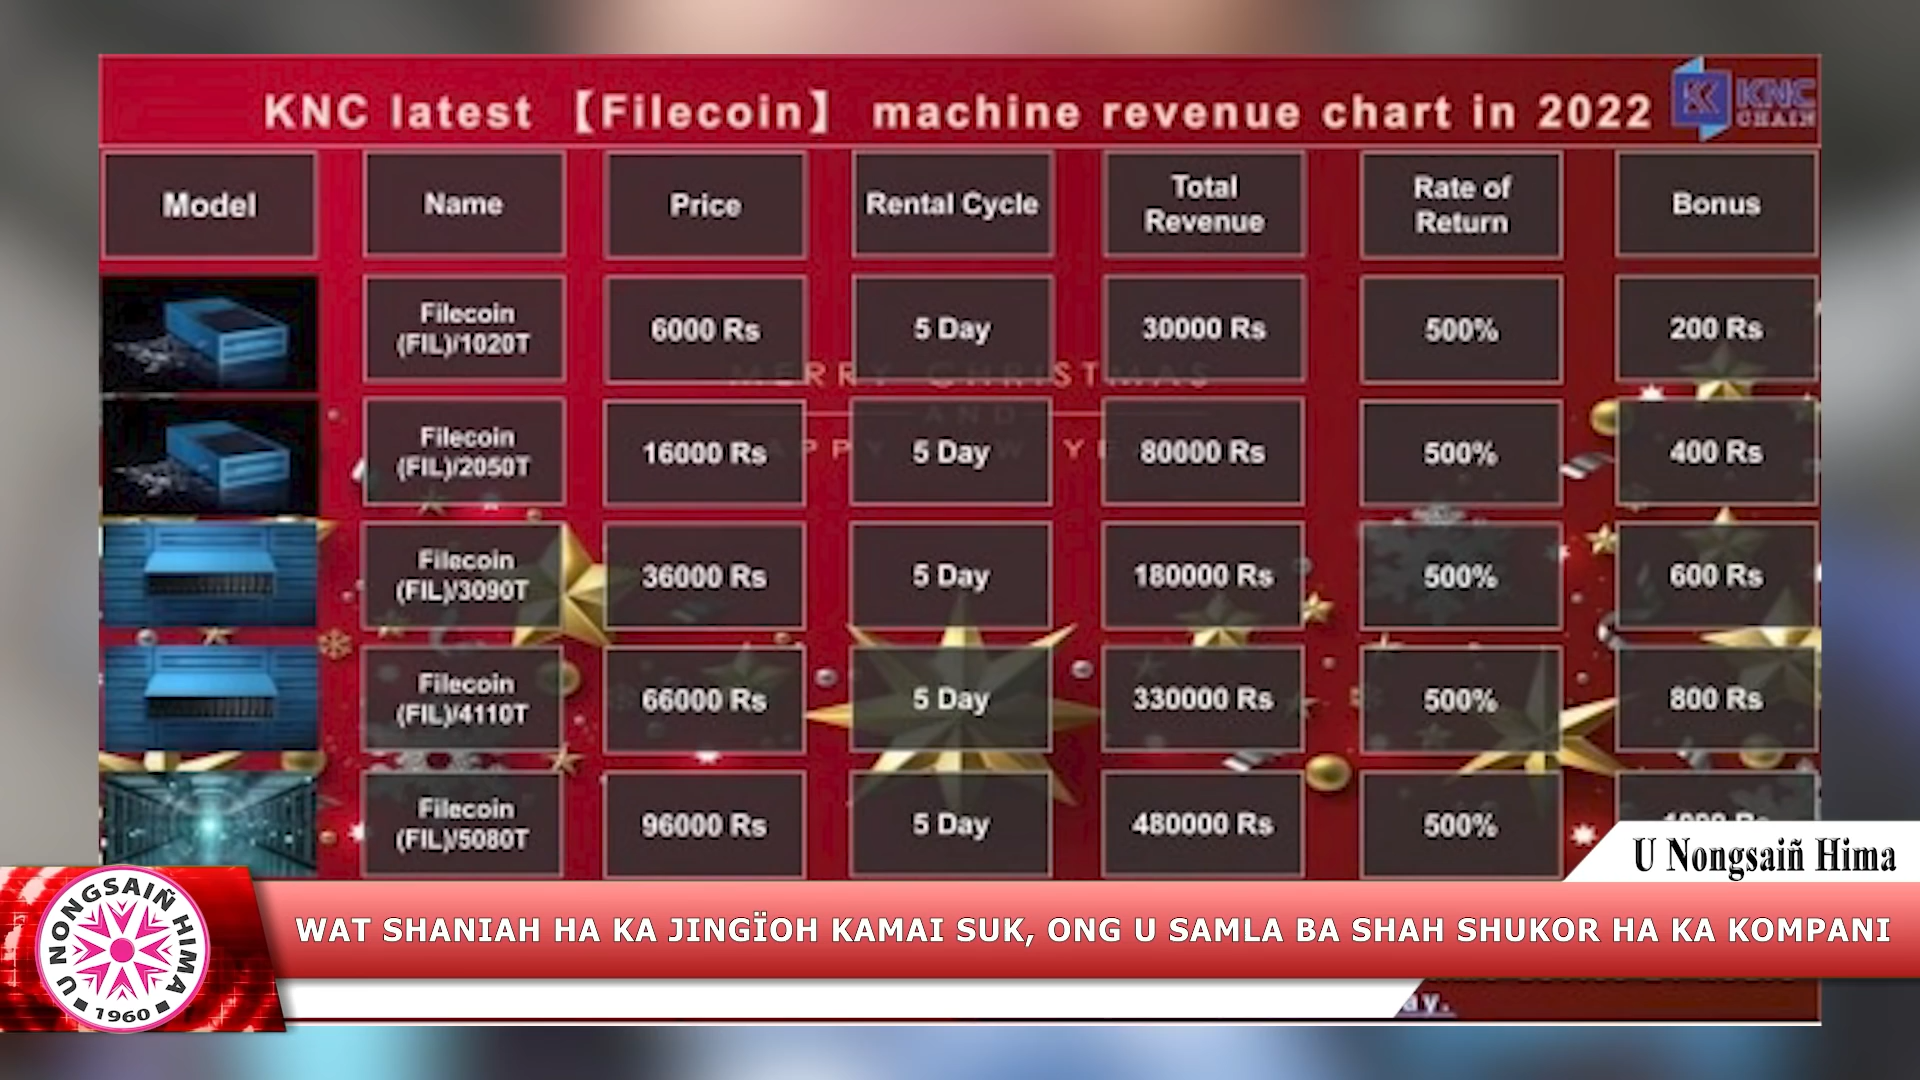 KNC latest 【Filecoin】 machine revenue chart in 2022
KNC
CHAIN
Model Name Price Rental Cycle Total Revenue Rate of Return Bonus
Filecoin (FIL)/1020T 6000 Rs 5 Day 30000 Rs 500% 200 Rs
MERRY CHRISTMAS
AND
Filecoin (FIL)/2050T 16000 Rs 5 Day 80000 Rs 500% 400 Rs
Filecoin (FIL)/3090T 36000 Rs 5 Day 180000 Rs 500% 600 Rs
Filecoin (FIL)/4110T 66000 Rs 5 Day 330000 Rs 500% 800 Rs
Filecoin (FIL)/5080T 96000 Rs 5 Day 480000 Rs 500%
U Nongsaiñ Hima
WAT SHANIAH HA KA JINGÏOH KAMAI SUK, ONG U SAMLA BA SHAH SHUKOR HA KA KOMPANI
U NONGSAIÑ HIMA
1960